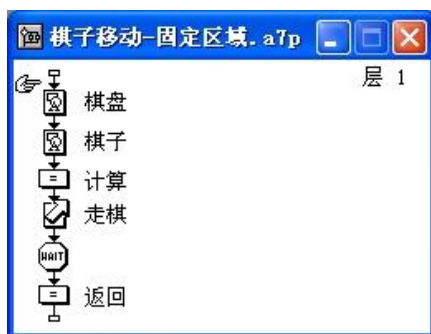 棋子移动-固定区域.a7p
层 1
棋盘
棋子
=
计算
走棋
WAIT
=
返回